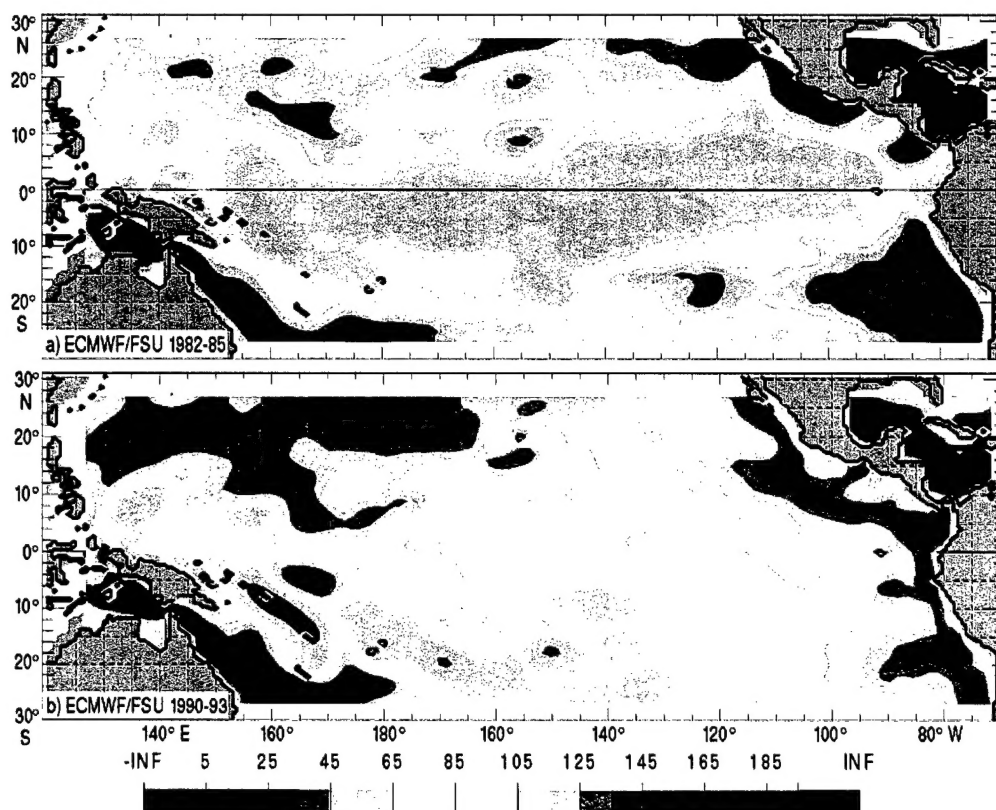 30°
N
20°
10°
0°
10°
20°
S
a) ECMWF/FSU 1982-85
30°
N
20°
10°
0°
10°
20°
30°
S
b) ECMWF/FSU 1990-93
140° E 160° 180° 160° 140° 120° 100° 80° W
-INF 5 25 45 65 85 105 125 145 165 185 INF